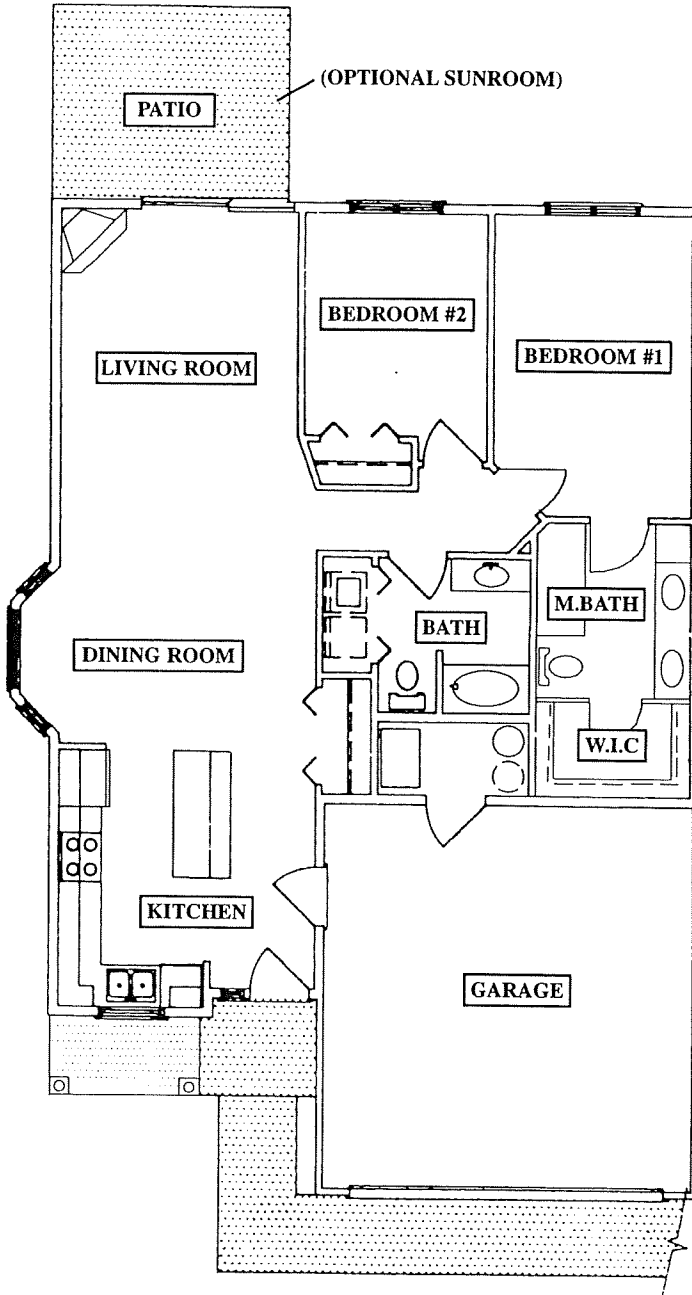 (OPTIONAL SUNROOM)
PATIO
BEDROOM #2
BEDROOM #1
LIVING ROOM
M.BATH
BATH
DINING ROOM
W.I.C
KITCHEN
GARAGE